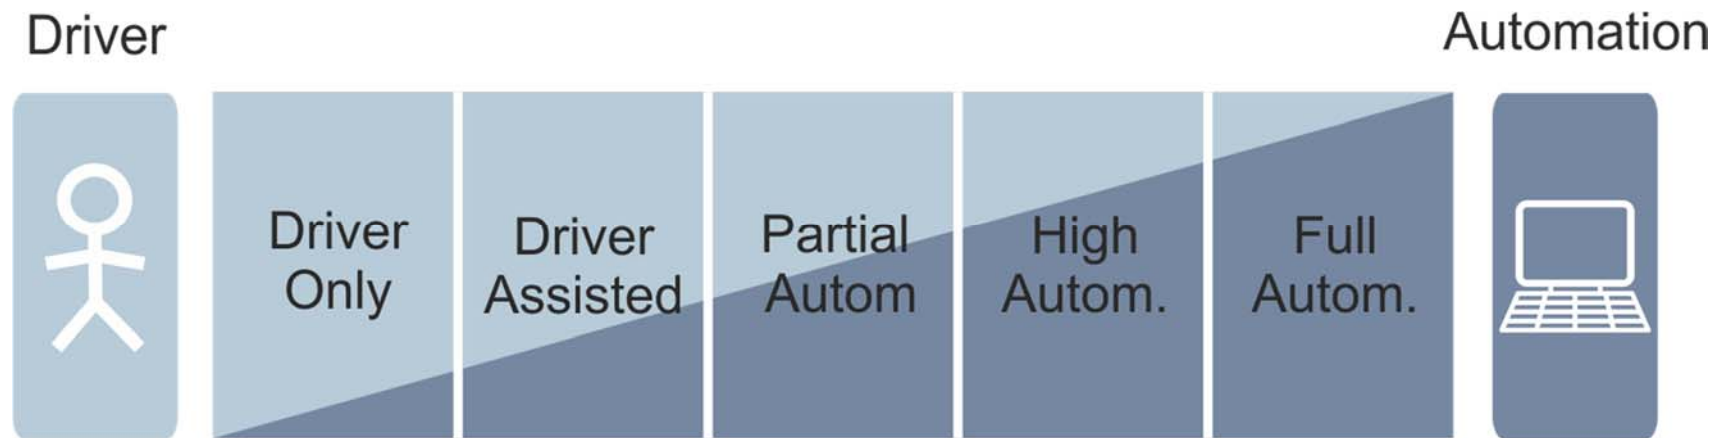 Driver
Automation
Driver
Only
Driver
Assisted
Partial
Autom
High
Autom.
Full
Autom.